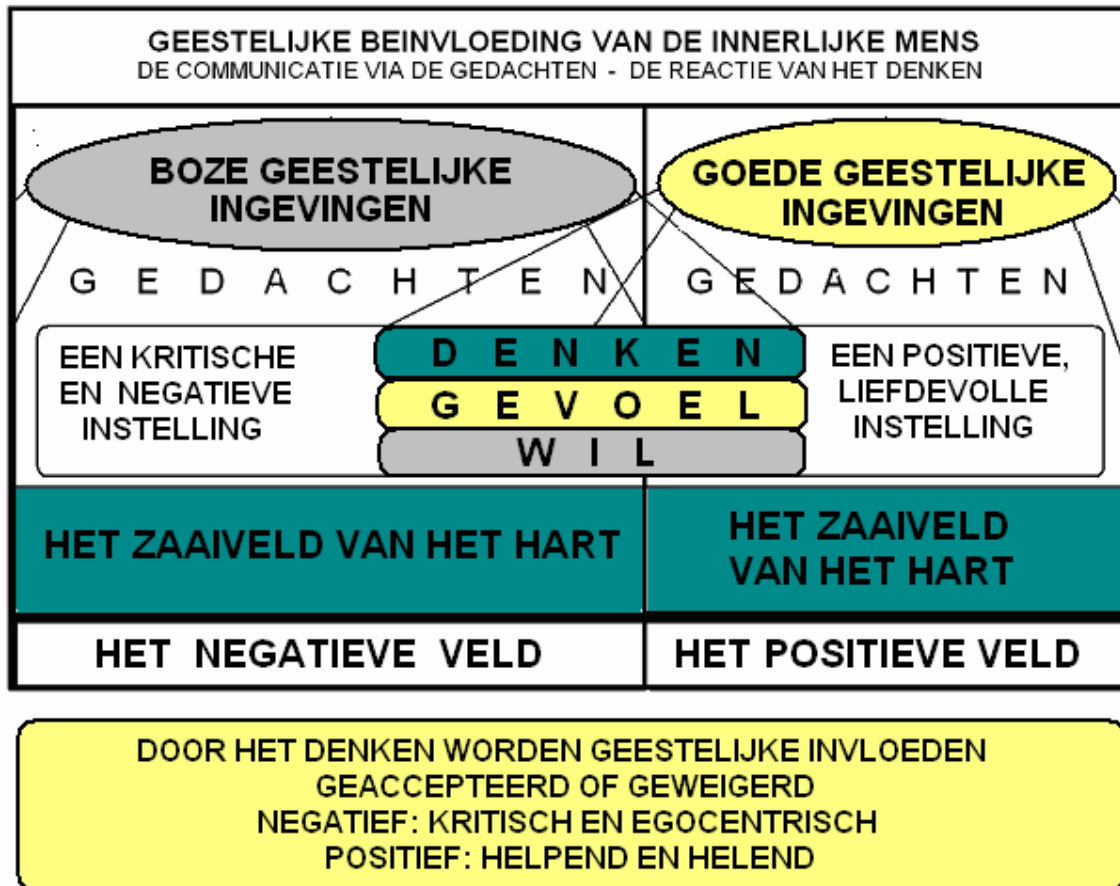 GEESTELIJKE BEINVLOEDING VAN DE INNERLIJKE MENS
DE COMMUNICATIE VIA DE GEDACHTEN - DE REACTIE VAN HET DENKEN
BOZE GEESTELIJKE
INGEVINGEN
GOEDE GEESTELIJKE
INGEVINGEN
G E D A C H T E N
G E D A C H T E N
EEN KRITISCHE
EN NEGATIEVE
INSTELLING
D E N K E N
G E V O E L
W I L
EEN POSITIEVE,
LIEFDEVOLLE
INSTELLING
HET ZAAIVELD VAN HET HART
HET ZAAIVELD
VAN HET HART
HET NEGATIEVE VELD
HET POSITIEVE VELD
DOOR HET DENKEN WORDEN GEESTELIJKE INVLOEDEN
GEACCEPTEERD OF GEWEIGERD
NEGATIEF: KRITISCH EN EGOCENTRISCH
POSITIEF: HELPEND EN HELEND